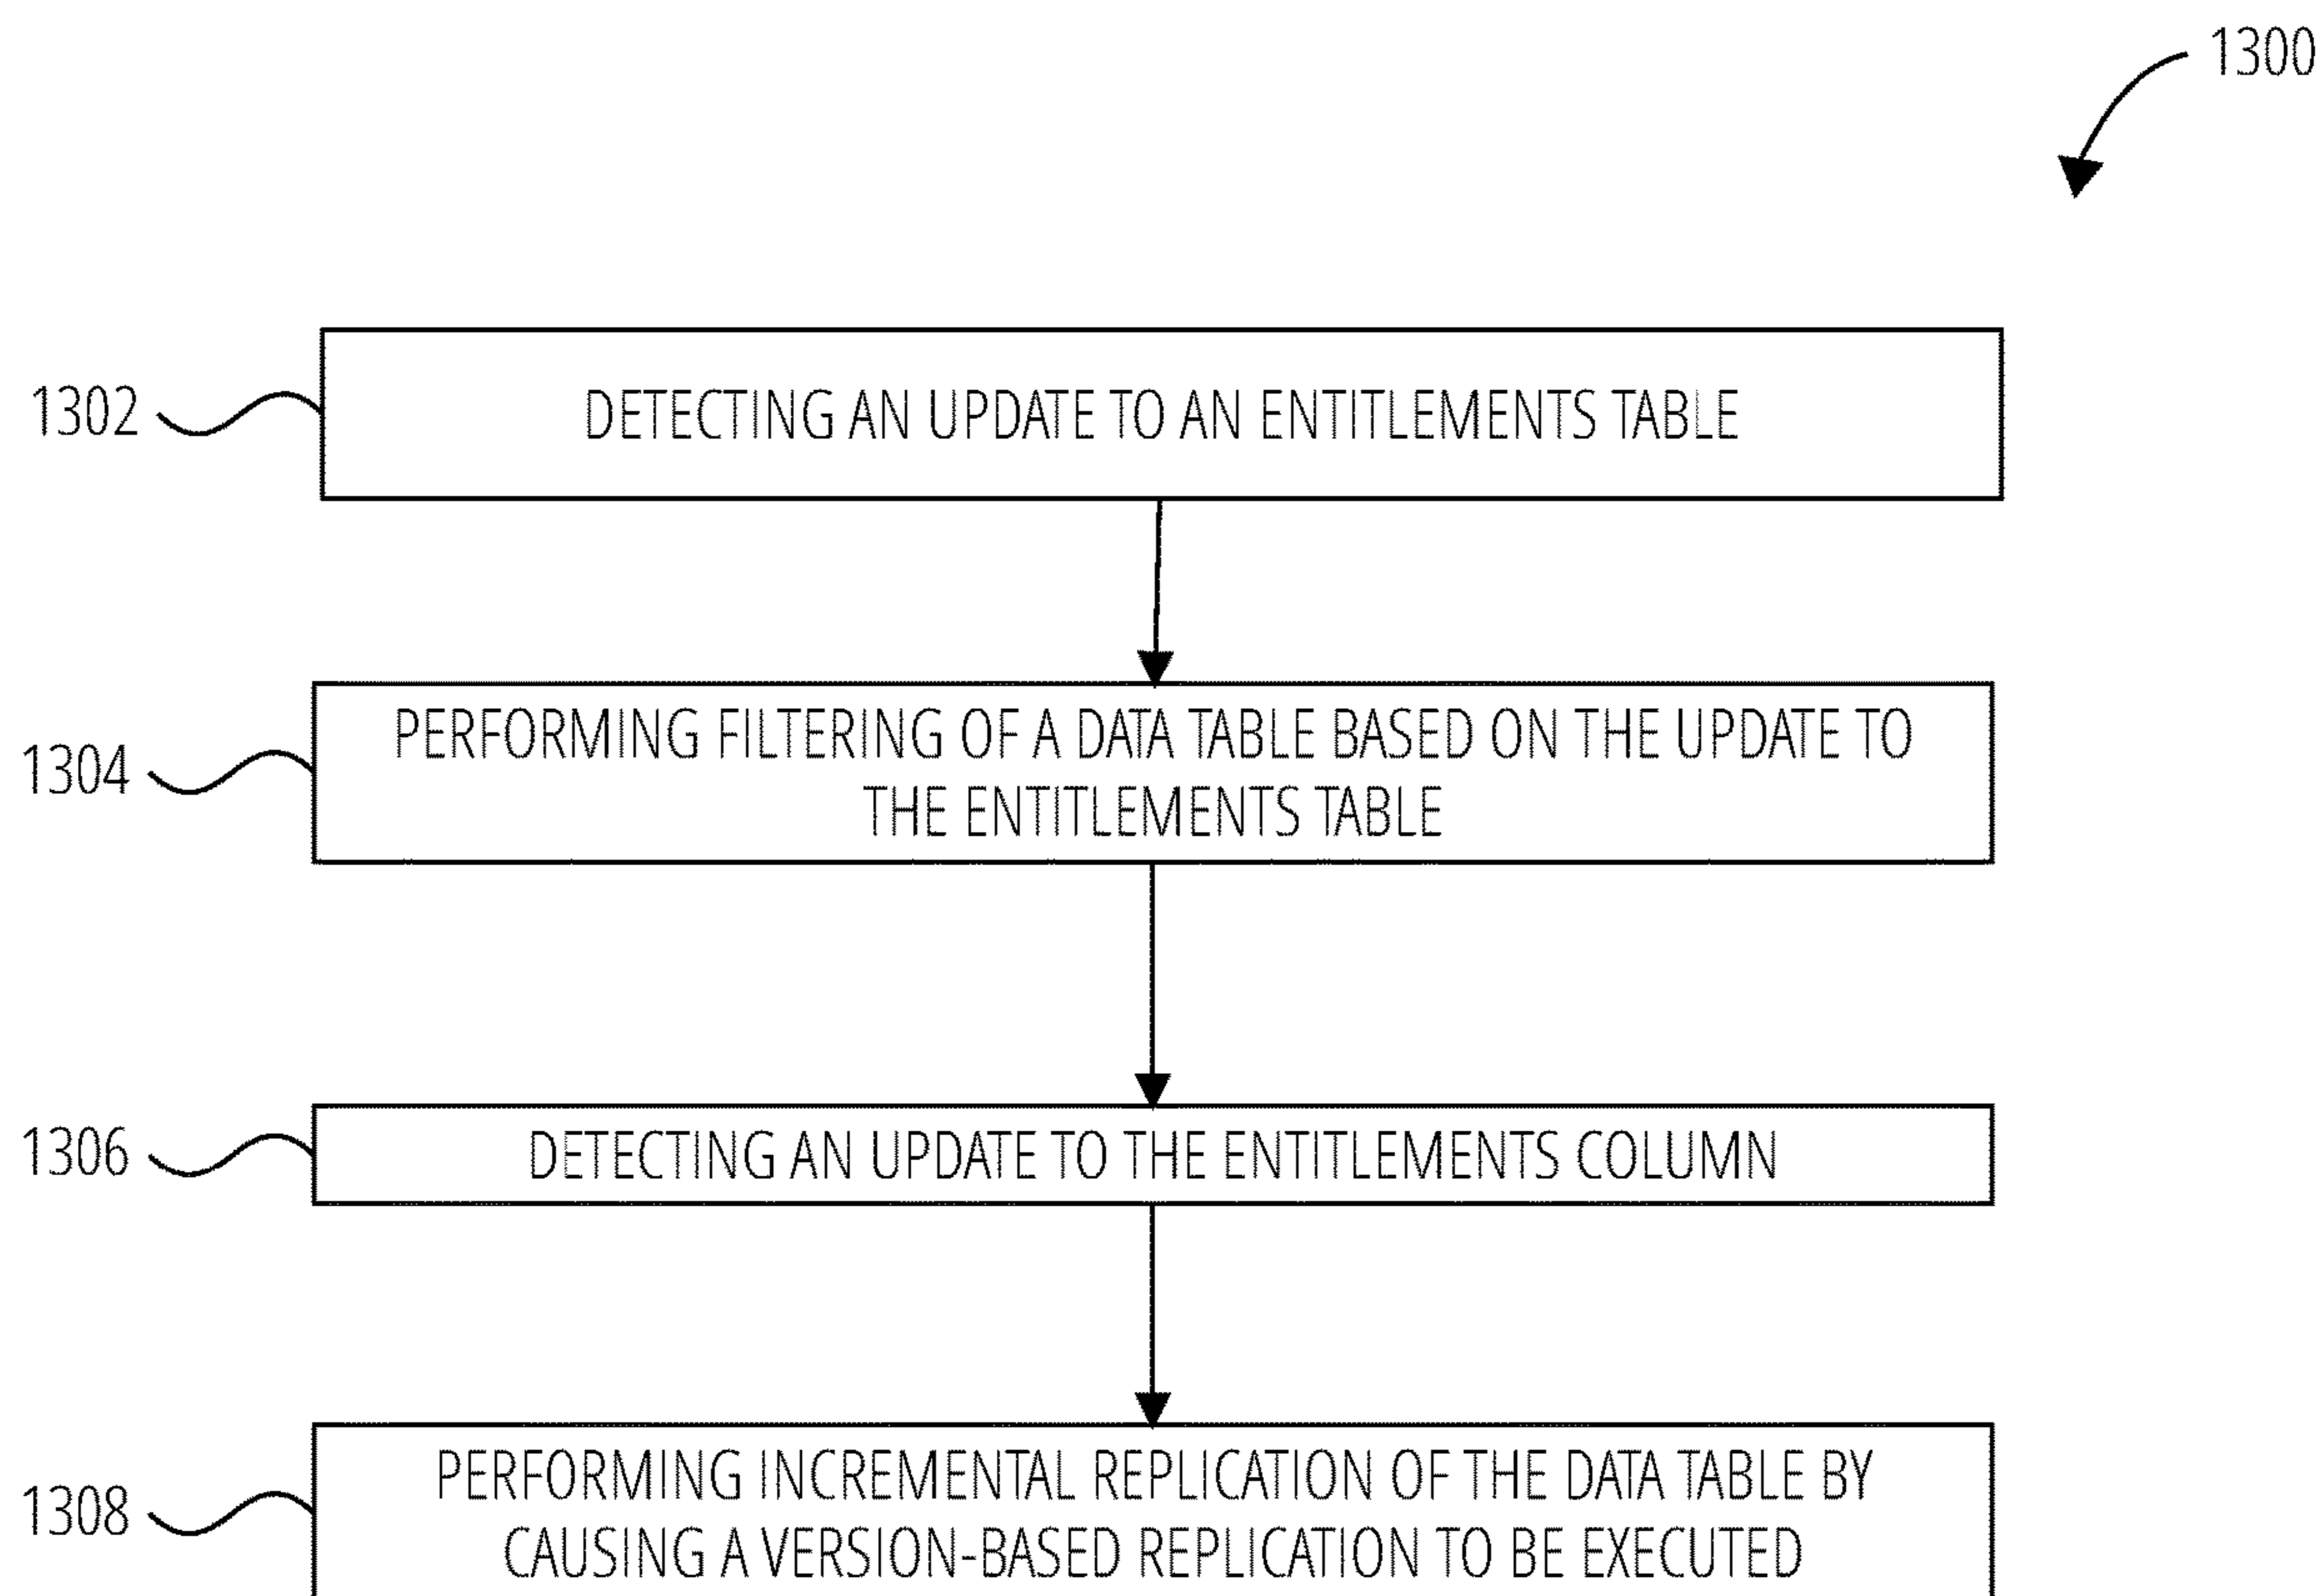 1300
1302
DETECTING AN UPDATE TO AN ENTITLEMENTS TABLE
1304
PERFORMING FILTERING OF A DATA TABLE BASED ON THE UPDATE TO
THE ENTITLEMENTS TABLE
1306
DETECTING AN UPDATE TO THE ENTITLEMENTS COLUMN
1308
PERFORMING INCREMENTAL REPLICATION OF THE DATA TABLE BY
CAUSING A VERSION-BASED REPLICATION TO BE EXECUTED